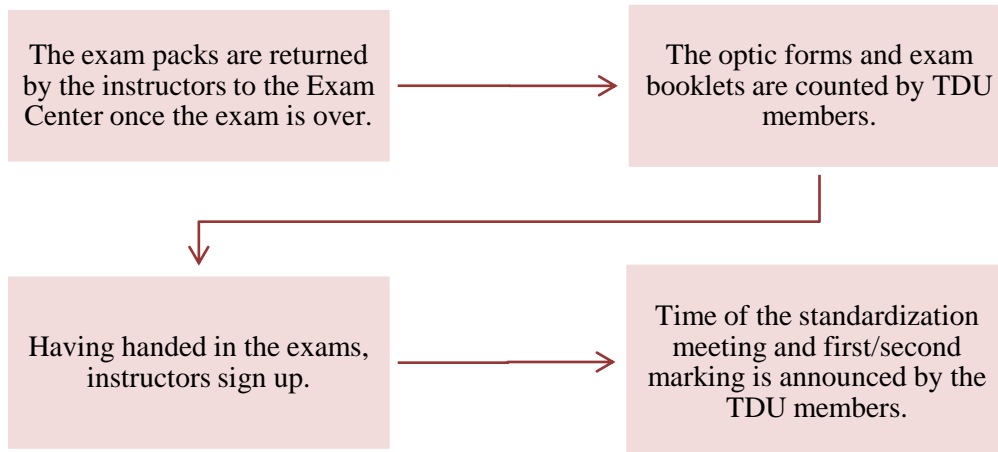 The exam packs are returned
by the instructors to the Exam
Center once the exam is over.
The optic forms and exam
booklets are counted by TDU
members.
Having handed in the exams,
instructors sign up.
Time of the standardization
meeting and first/second
marking is announced by the
TDU members.